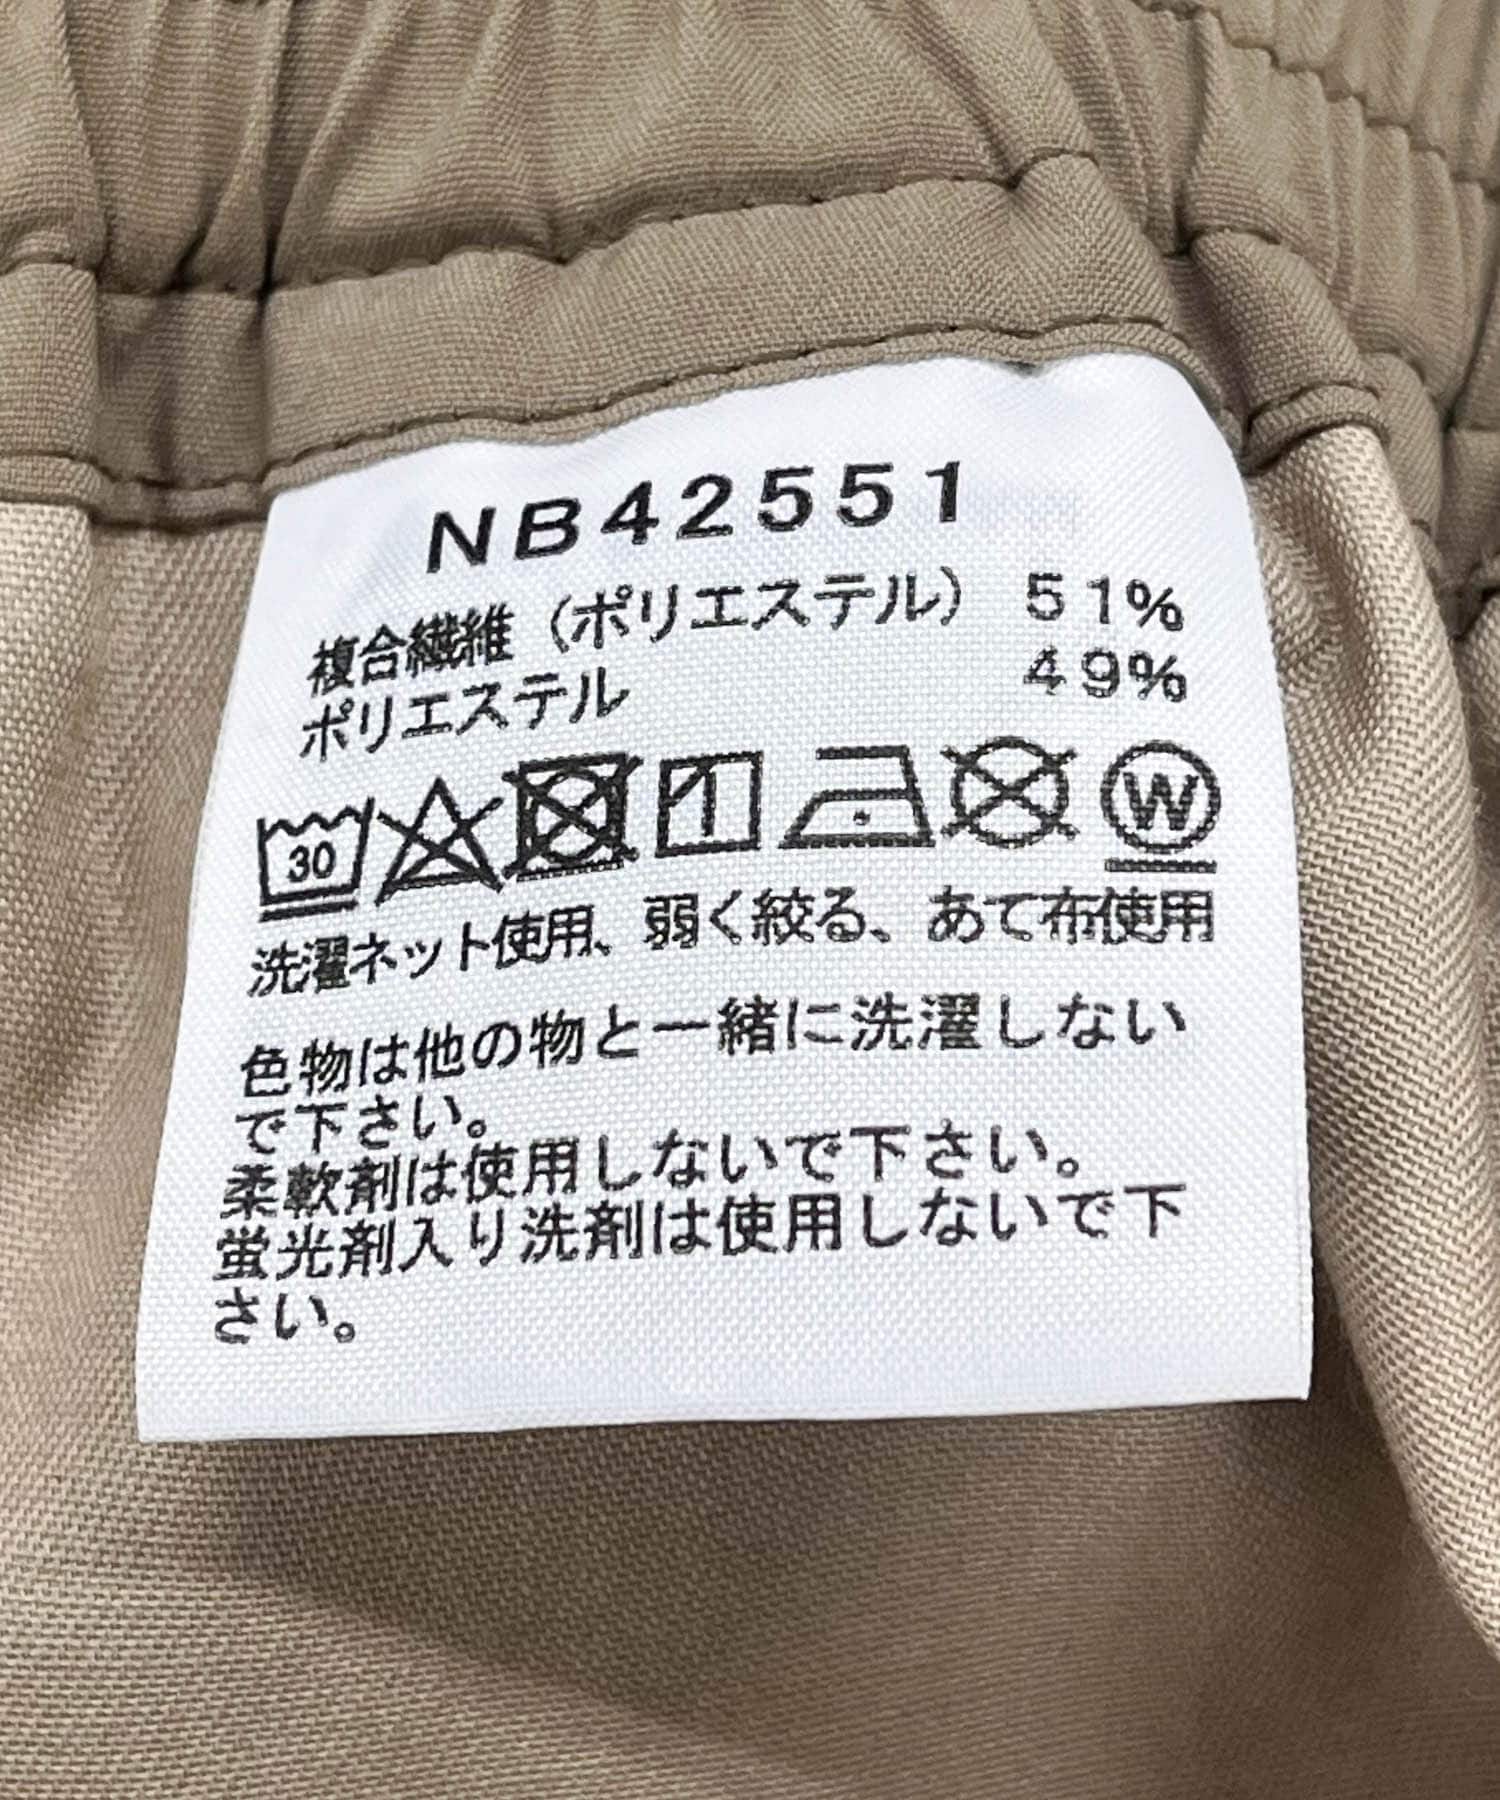 NB42551
複合繊維（ポリエステル） 51%
ポリエステル 49%
30 W
洗濯ネット使用、弱く絞る、あて布使用
色物は他の物と一緒に洗濯しない
で下さい。
柔軟剤は使用しないで下さい。
蛍光剤入り洗剤は使用しないで下
さい。